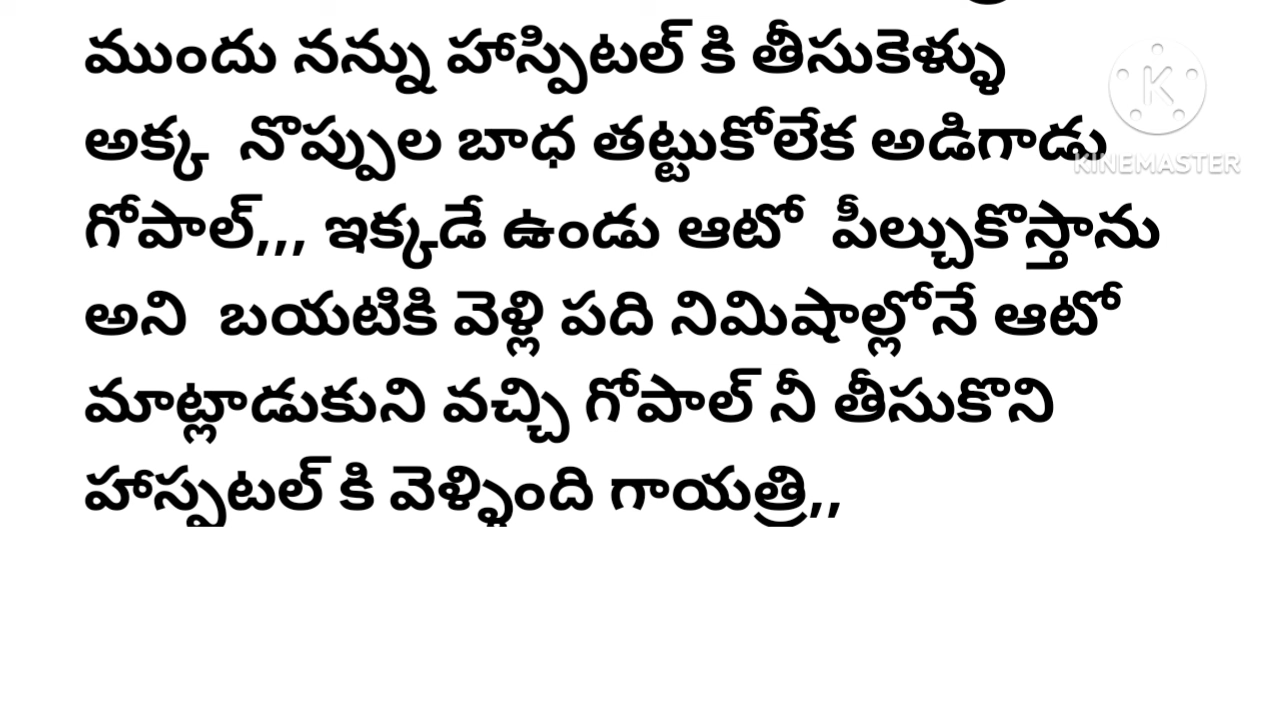 ముందు నన్ను హాస్పిటల్ కి తీసుకెళ్ళు
అక్క నొప్పుల బాధ తట్టుకోలేక అడిగాడు
గోపాల్,,, ఇక్కడే ఉండు ఆటో పీల్చుకొస్తాను
అని బయటికి వెళ్లి పది నిమిషాల్లోనే ఆటో
మాట్లాడుకుని వచ్చి గోపాల్ నీ తీసుకొని
హాస్పటల్ కి వెళ్ళింది గాయత్రి,,
KINEMASTER